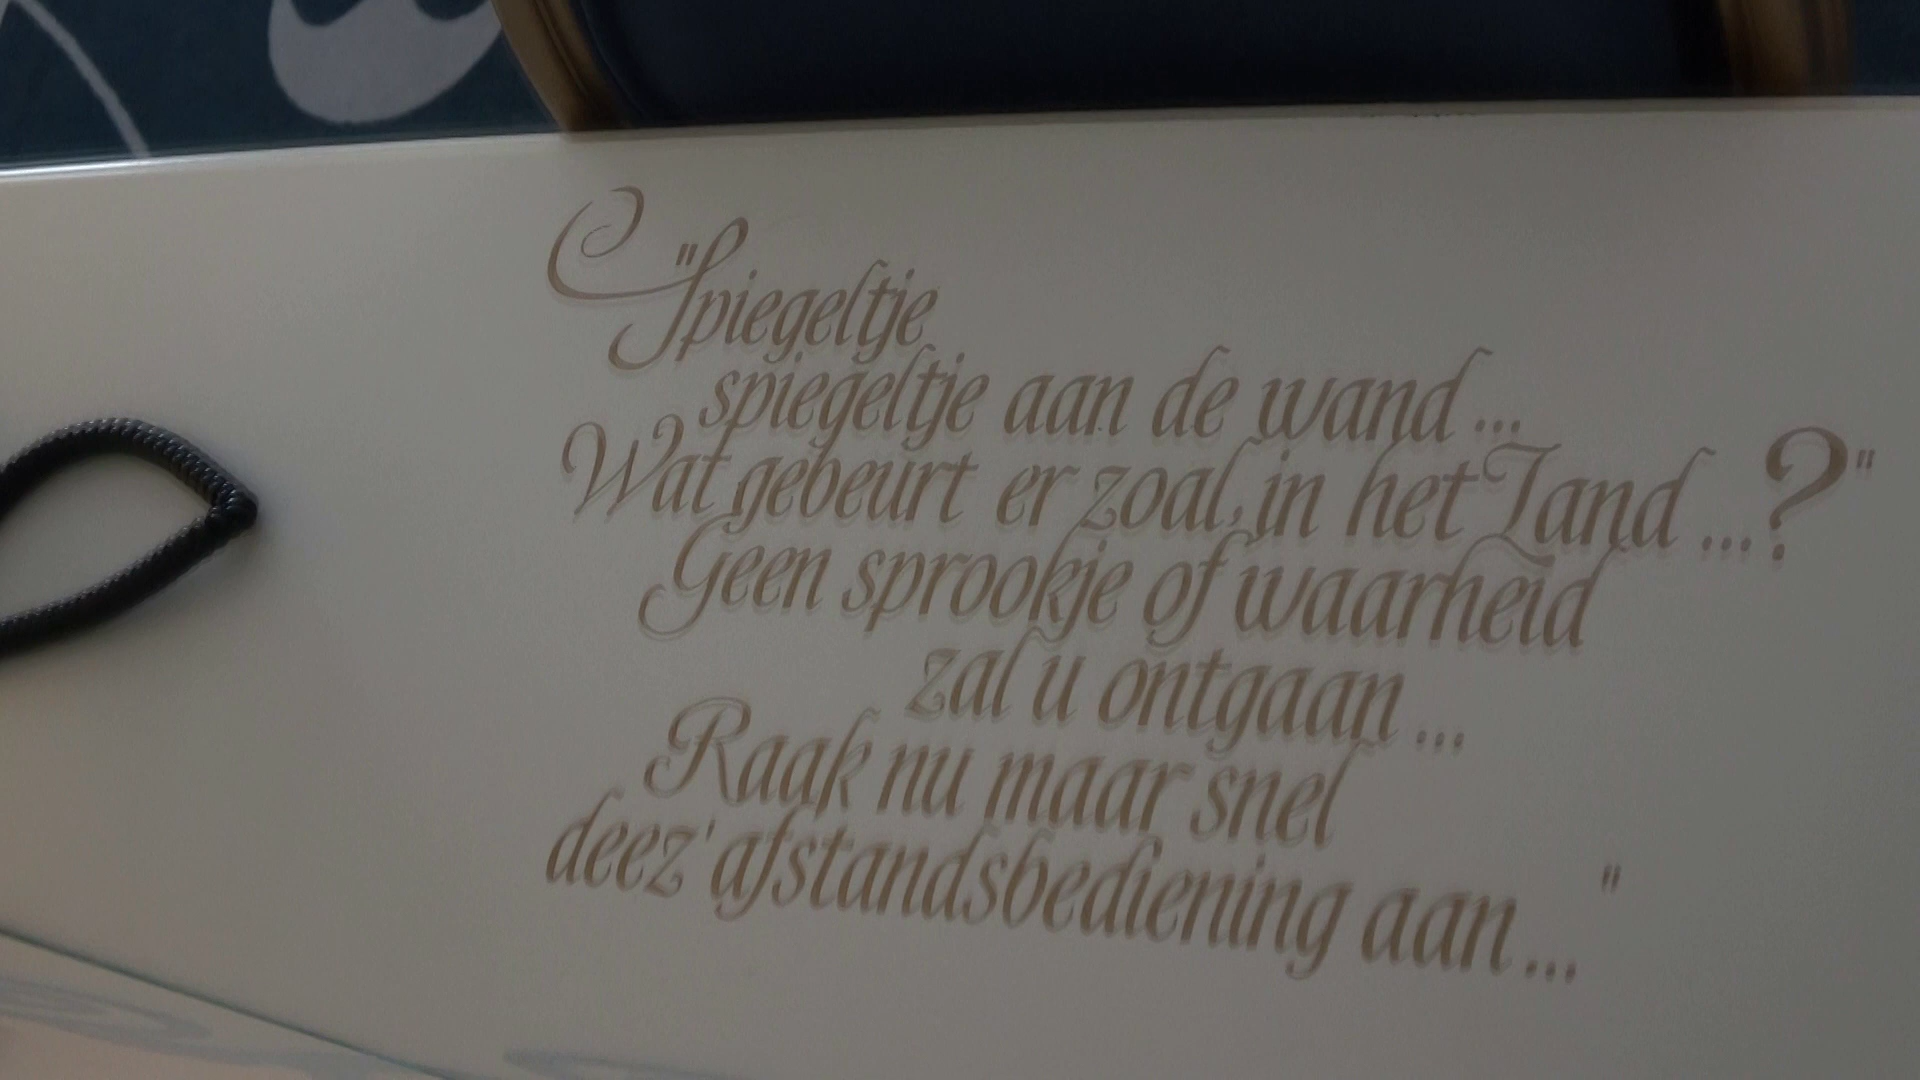 "Spiegeltje
spiegeltje aan de wand...
Wat gebeurt er zoal, in het Land ...?"
Geen sprookje of waarheid
zal u ontgaan ...
Raak nu maar snel
deez' afstandsbediening aan ..."